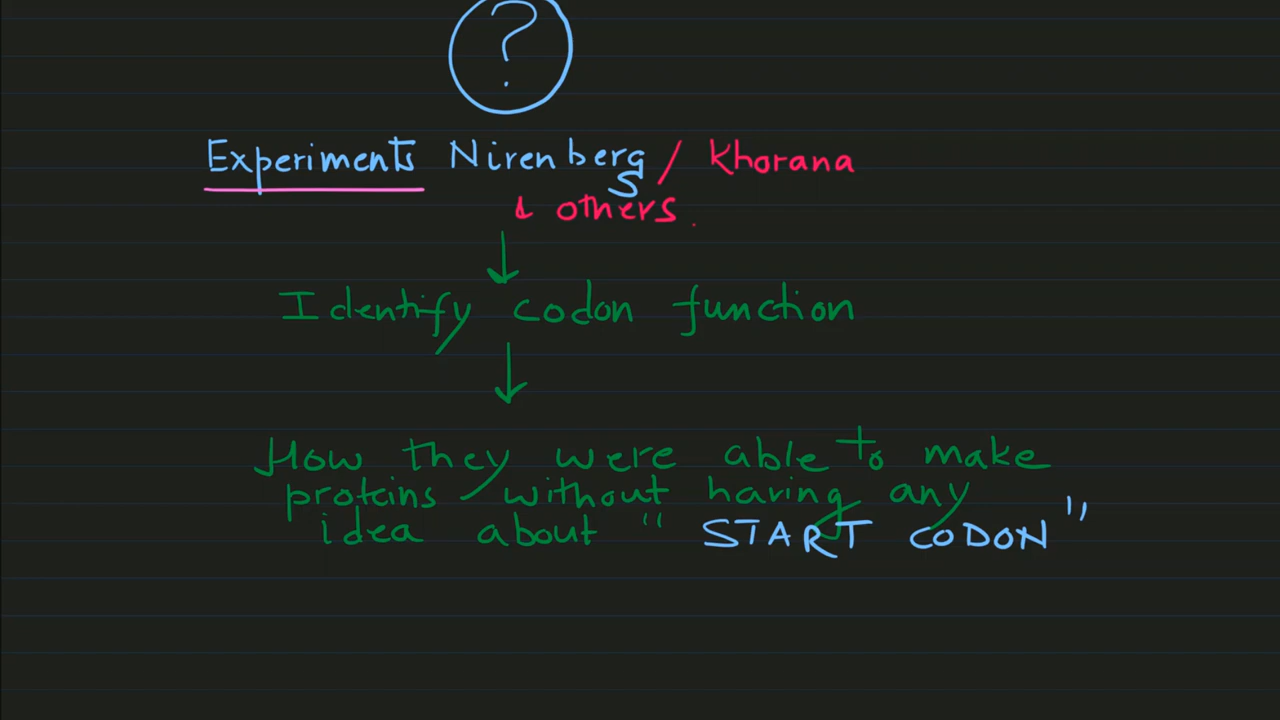 ?
Experiments Nirenberg / Khorana
& others.
Identify codon function
How they were able to make
proteins without having any
idea about " START CODON"